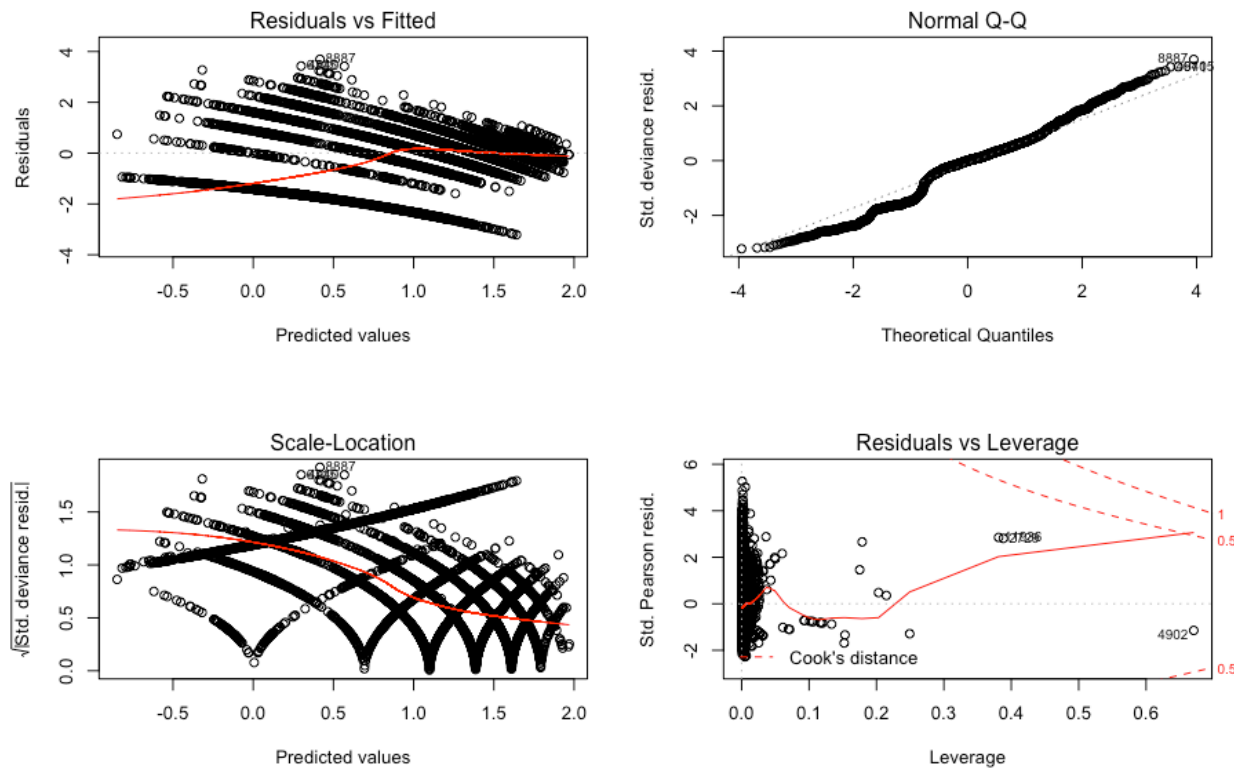 Residuals vs Fitted
Residuals
4
2
0
-2
-4
8887
-0.5 0.0 0.5 1.0 1.5 2.0
Predicted values
Normal Q-Q
Std. deviance resid.
4
2
0
-2
8887
-4 -2 0 2 4
Theoretical Quantiles
Scale-Location
√|Std. deviance resid.|
1.5
1.0
0.5
0.0
8887
-0.5 0.0 0.5 1.0 1.5 2.0
Predicted values
Residuals vs Leverage
Std. Pearson resid.
6
4
2
0
-2
1
0.5
4902
0.5
Cook's distance
0.0 0.1 0.2 0.3 0.4 0.5 0.6
Leverage